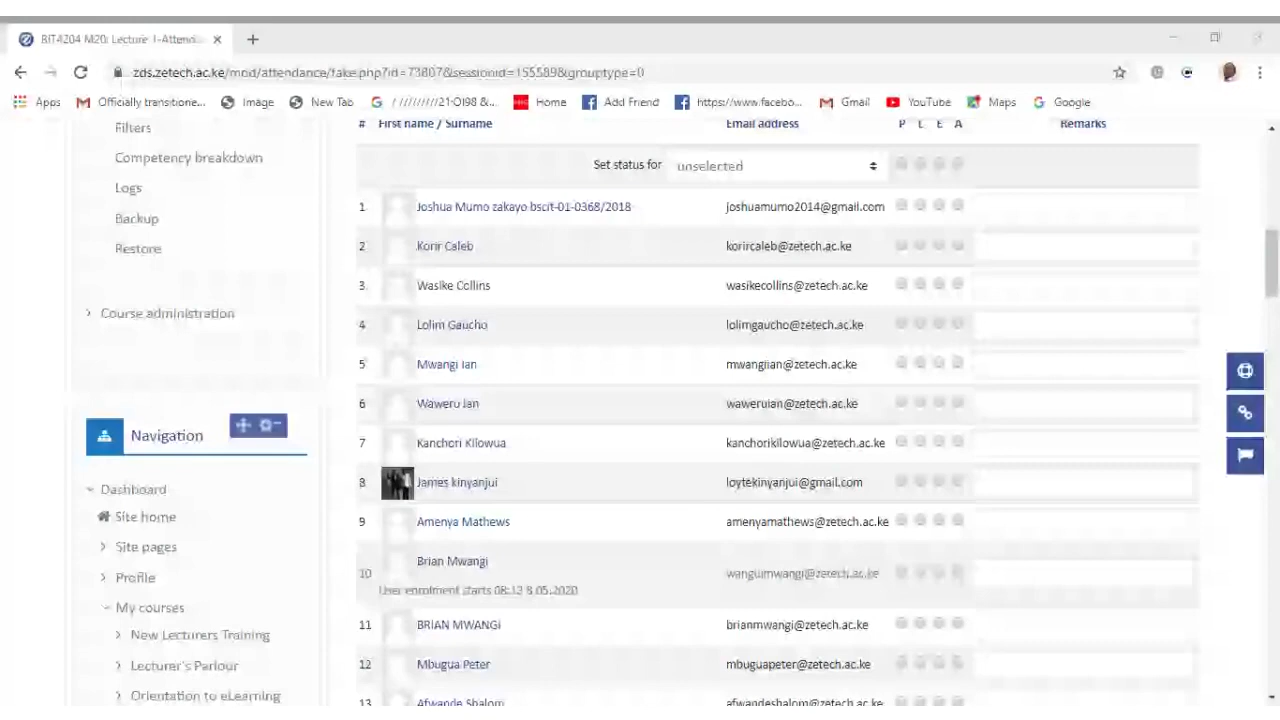 BIT4204 M20: Lecture 1-Attend...
zds.zetech.ac.ke/mod/attendance/take.php?id=73807&sessionid=155589&grouptype=0
Apps Officially transitione... Image New Tab Home Add Friend https://www.facebo... Gmail YouTube Maps Google
# First name / Surname Email address P L E A Remarks
Filters
Competency breakdown
Set status for unselected
Logs
1 Joshua Mumo zakayo bscit-01-0368/2018 joshuamumo2014@gmail.com
Backup
2 Korir Caleb korircaleb@zetech.ac.ke
Restore
3 Wasike Collins wasikecollins@zetech.ac.ke
Course administration
4 Lolim Gaucho lolimgaucho@zetech.ac.ke
5 Mwangi Ian mwangiian@zetech.ac.ke
6 Waweru Ian waweruian@zetech.ac.ke
Navigation
7 Kanchori Kilowua kanchorikilowua@zetech.ac.ke
8 James kinyanjui loytekinyanjui@gmail.com
Dashboard
Site home
9 Amenya Mathews amenyamathews@zetech.ac.ke
Site pages
Brian Mwangi
10 wanguimwangi@zetech.ac.ke
Profile
User enrolment starts 08:13 8.05.2020
My courses
11 BRIAN MWANGI brianmwangi@zetech.ac.ke
New Lecturers Training
12 Mbugua Peter mbuguapeter@zetech.ac.ke
Lecturer's Parlour
Orientation to eLearning
13 Afwande Shalom afwandeshalom@zetech.ac.ke